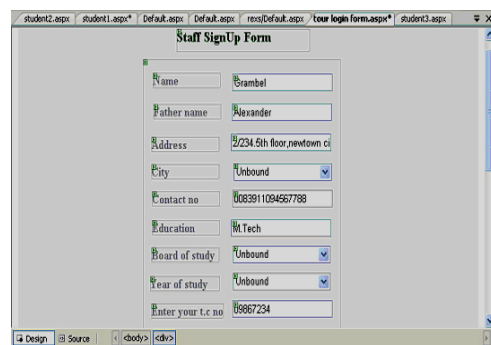 student2.aspx student1.aspx* Default.aspx Default.aspx rexs/Default.aspx tour login form.aspx* student3.aspx
Staff SignUp Form
Name Grambel
Father name Alexander
Address 2/234.5th floor,newtown ci
City Unbound
Contact no 0083911094567788
Education M.Tech
Board of study Unbound
Year of study Unbound
Enter your t.c no 09867234
Design Source <body> <div>